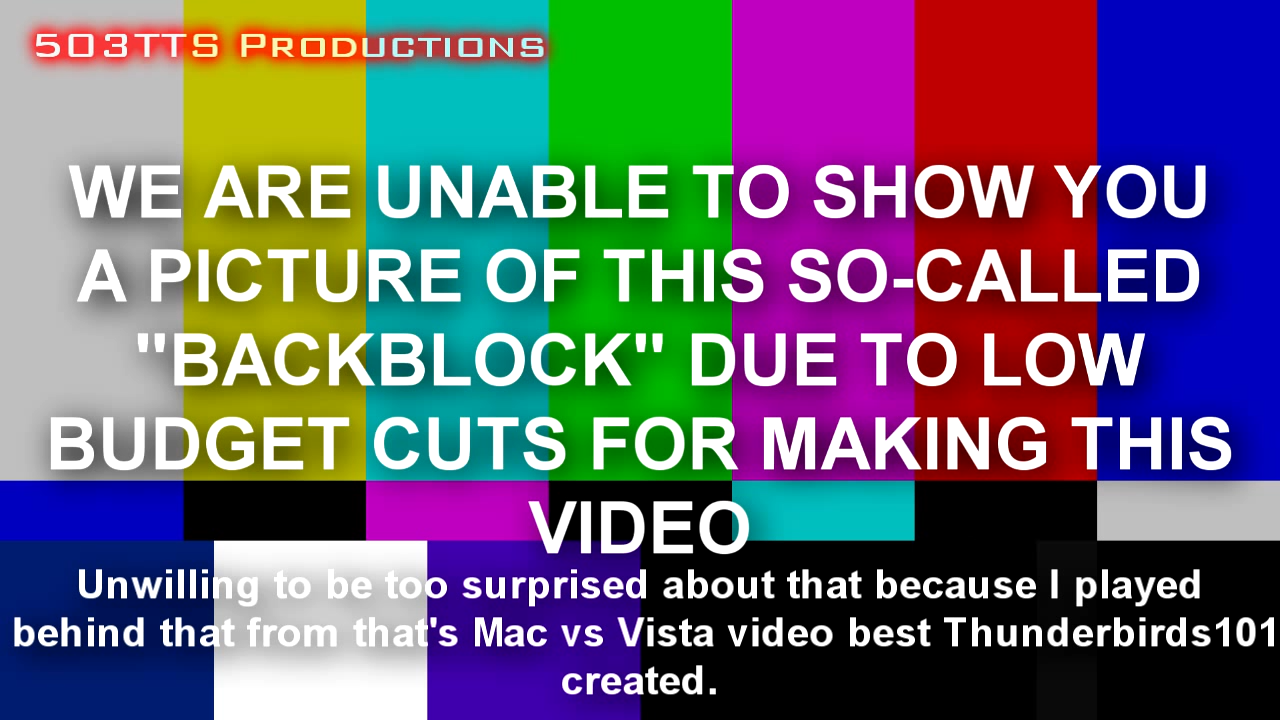 503TTS Productions
WE ARE UNABLE TO SHOW YOU
A PICTURE OF THIS SO-CALLED
"BACKBLOCK" DUE TO LOW
BUDGET CUTS FOR MAKING THIS
VIDEO
Unwilling to be too surprised about that because I played
behind that from that's Mac vs Vista video best Thunderbirds101
created.